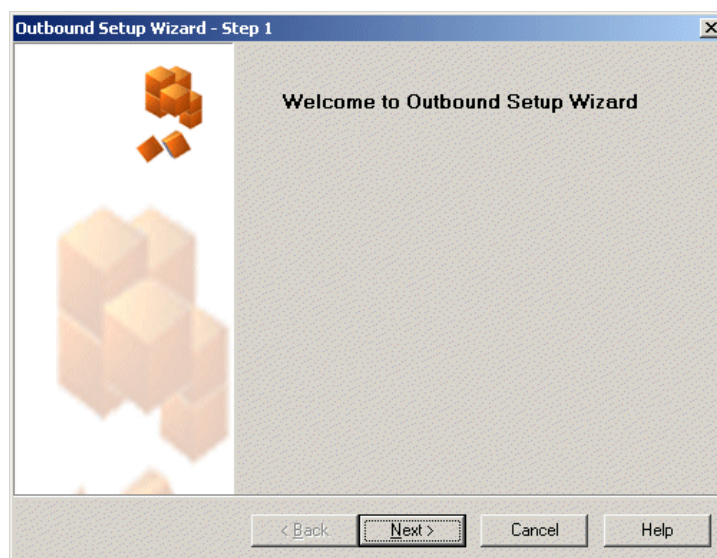 Outbound Setup Wizard - Step 1
Welcome to Outbound Setup Wizard
< Back
Next >
Cancel
Help